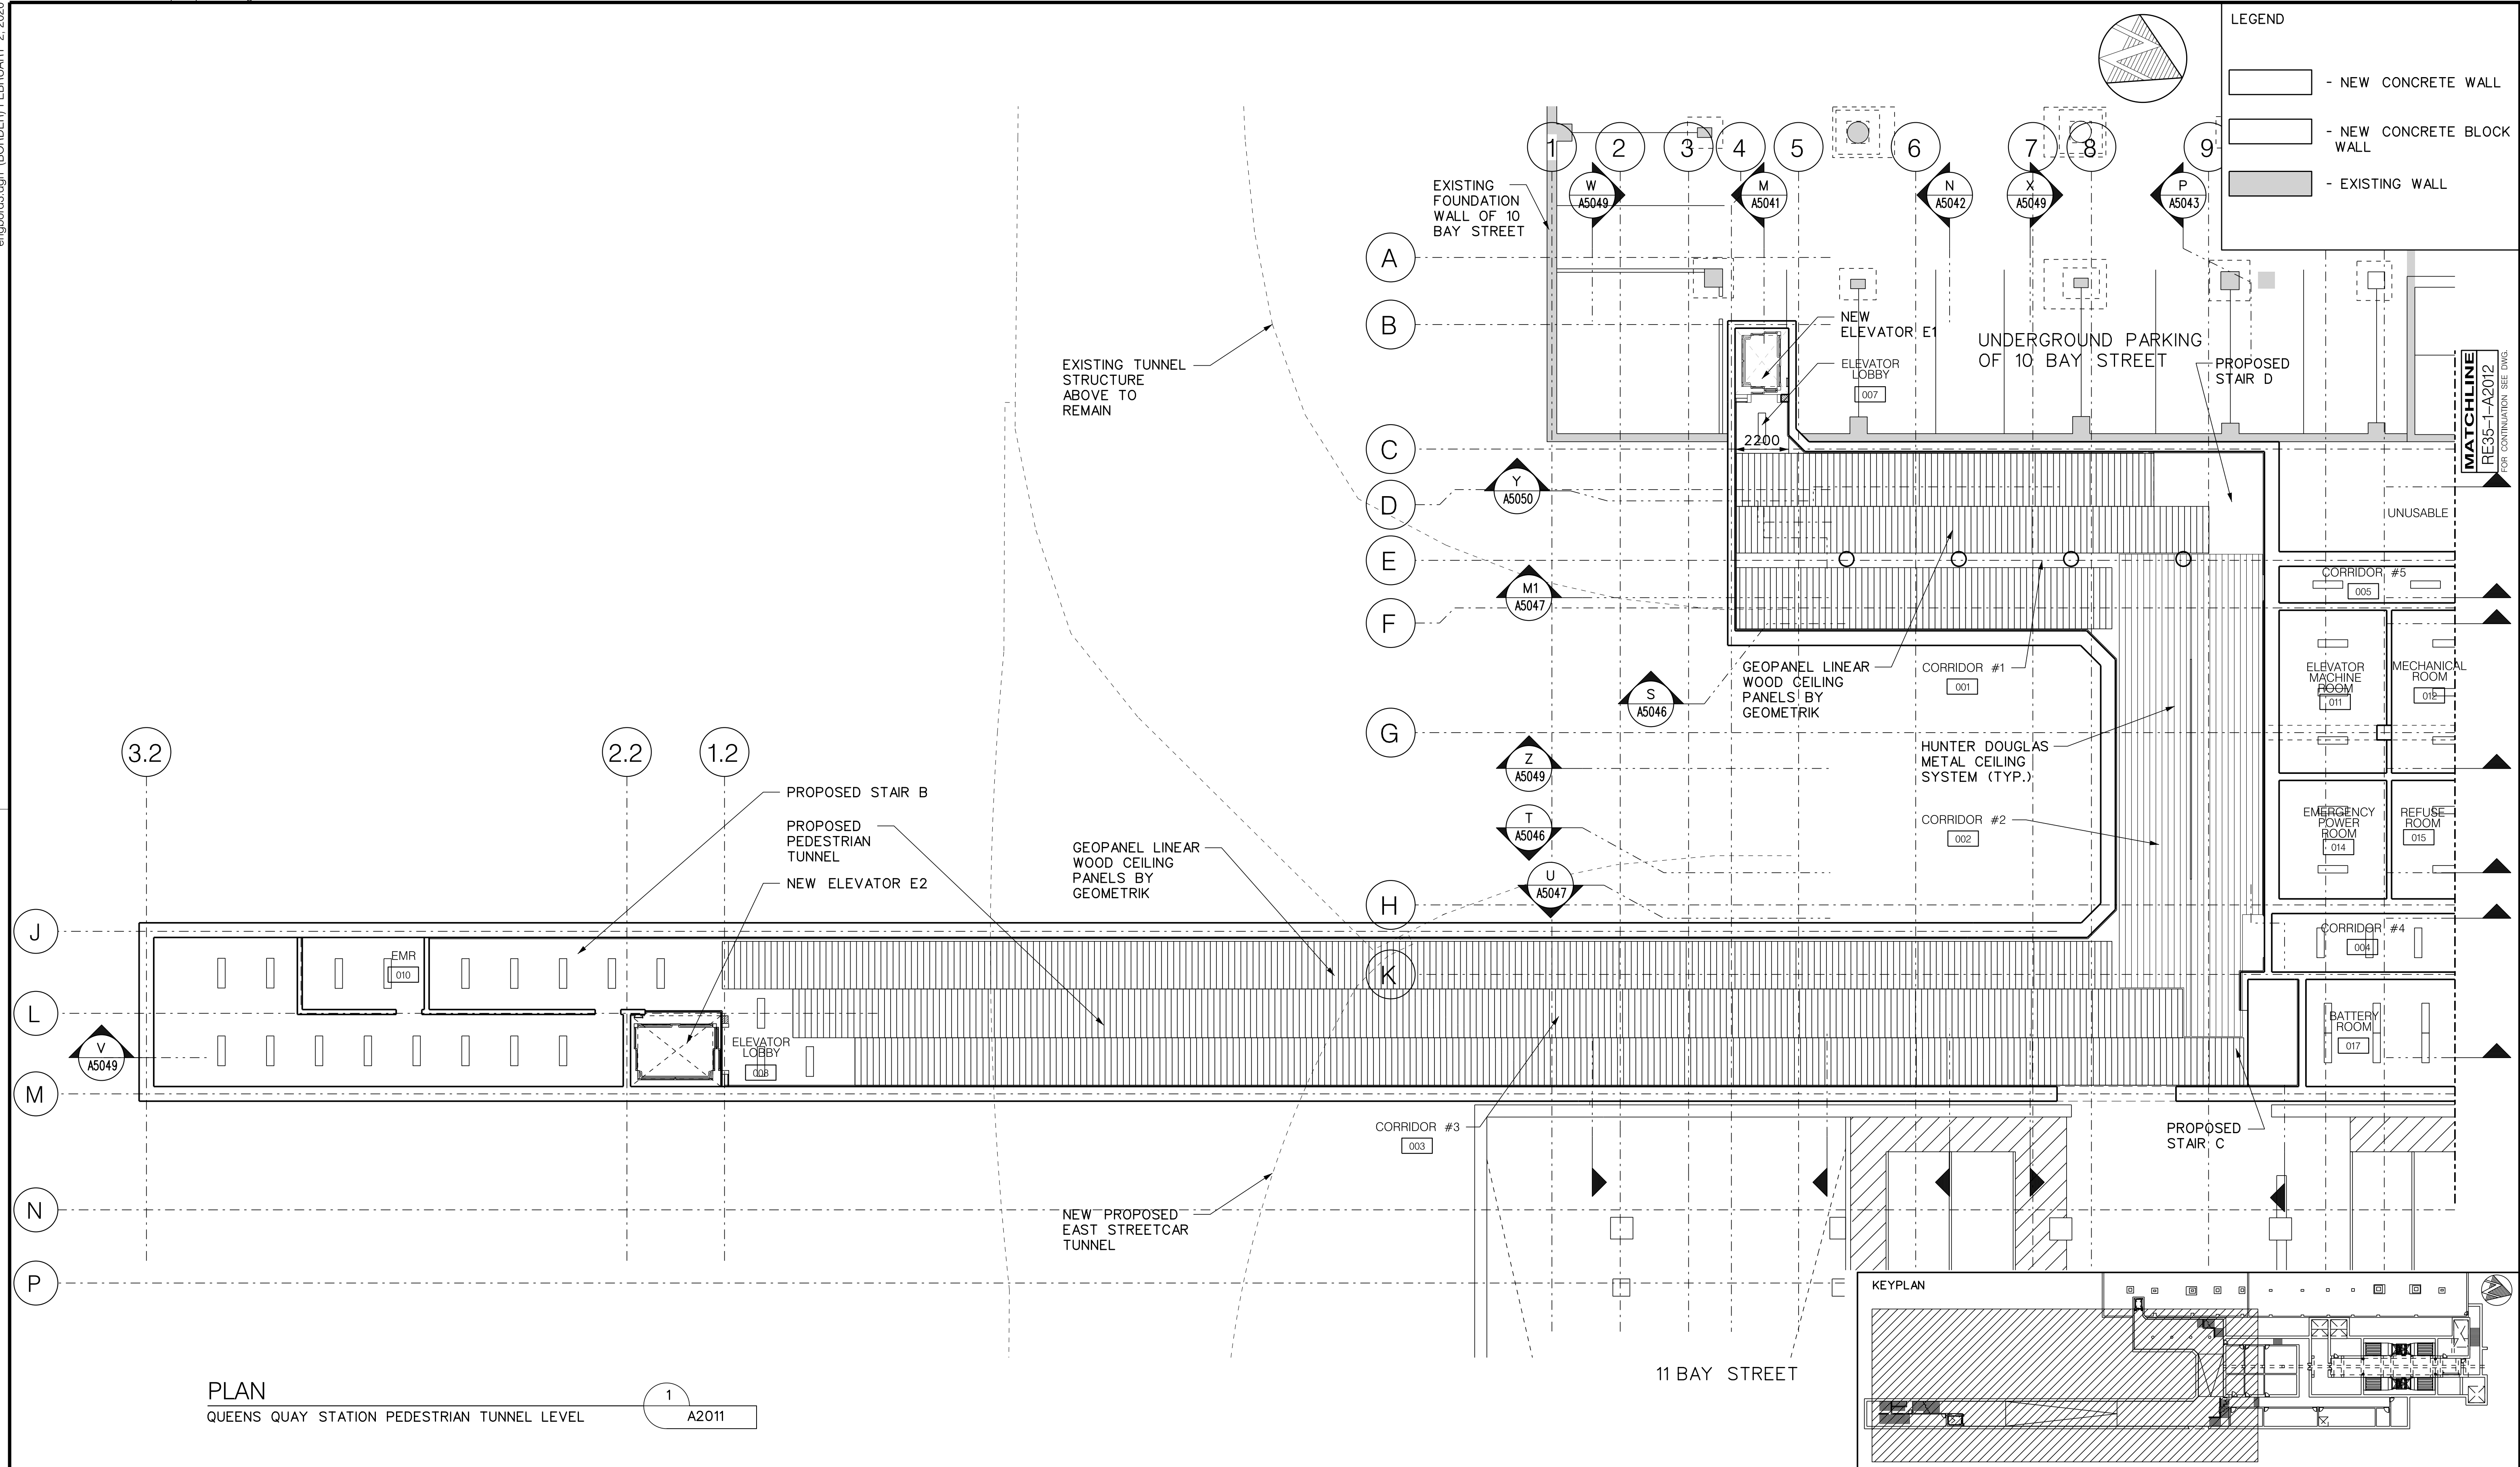 LEGEND
- NEW CONCRETE WALL
- NEW CONCRETE BLOCK
WALL
- EXISTING WALL
1
2
3
4
5
6
7
8
9
W
A5049
M
A5041
N
A5042
X
A5049
P
A5043
EXISTING
FOUNDATION
WALL OF 10
BAY STREET
A
B
C
D
E
F
G
H
K
NEW
ELEVATOR E1
ELEVATOR
LOBBY
007
2200
UNDERGROUND PARKING
OF 10 BAY STREET
PROPOSED
STAIR D
MATCHLINE
RE35-1-A2012
FOR CONTINUATION SEE DWG.
EXISTING TUNNEL
STRUCTURE
ABOVE TO
REMAIN
Y
A5050
M1
A5047
S
A5046
Z
A5049
T
A5046
U
A5047
UNUSABLE
CORRIDOR #5
005
GEOPANEL LINEAR
WOOD CEILING
PANELS BY
GEOMETRIK
CORRIDOR #1
001
ELEVATOR
MACHINE
ROOM
011
MECHANICAL
ROOM
012
HUNTER DOUGLAS
METAL CEILING
SYSTEM (TYP.)
CORRIDOR #2
002
EMERGENCY
POWER
ROOM
014
REFUSE
ROOM
015
3.2
2.2
1.2
PROPOSED STAIR B
PROPOSED
PEDESTRIAN
TUNNEL
NEW ELEVATOR E2
GEOPANEL LINEAR
WOOD CEILING
PANELS BY
GEOMETRIK
J
L
M
N
P
EMR
010
V
A5049
ELEVATOR
LOBBY
008
CORRIDOR #4
004
BATTERY
ROOM
017
CORRIDOR #3
003
PROPOSED
STAIR C
NEW PROPOSED
EAST STREETCAR
TUNNEL
11 BAY STREET
KEYPLAN
PLAN
QUEENS QUAY STATION PEDESTRIAN TUNNEL LEVEL
1
A2011